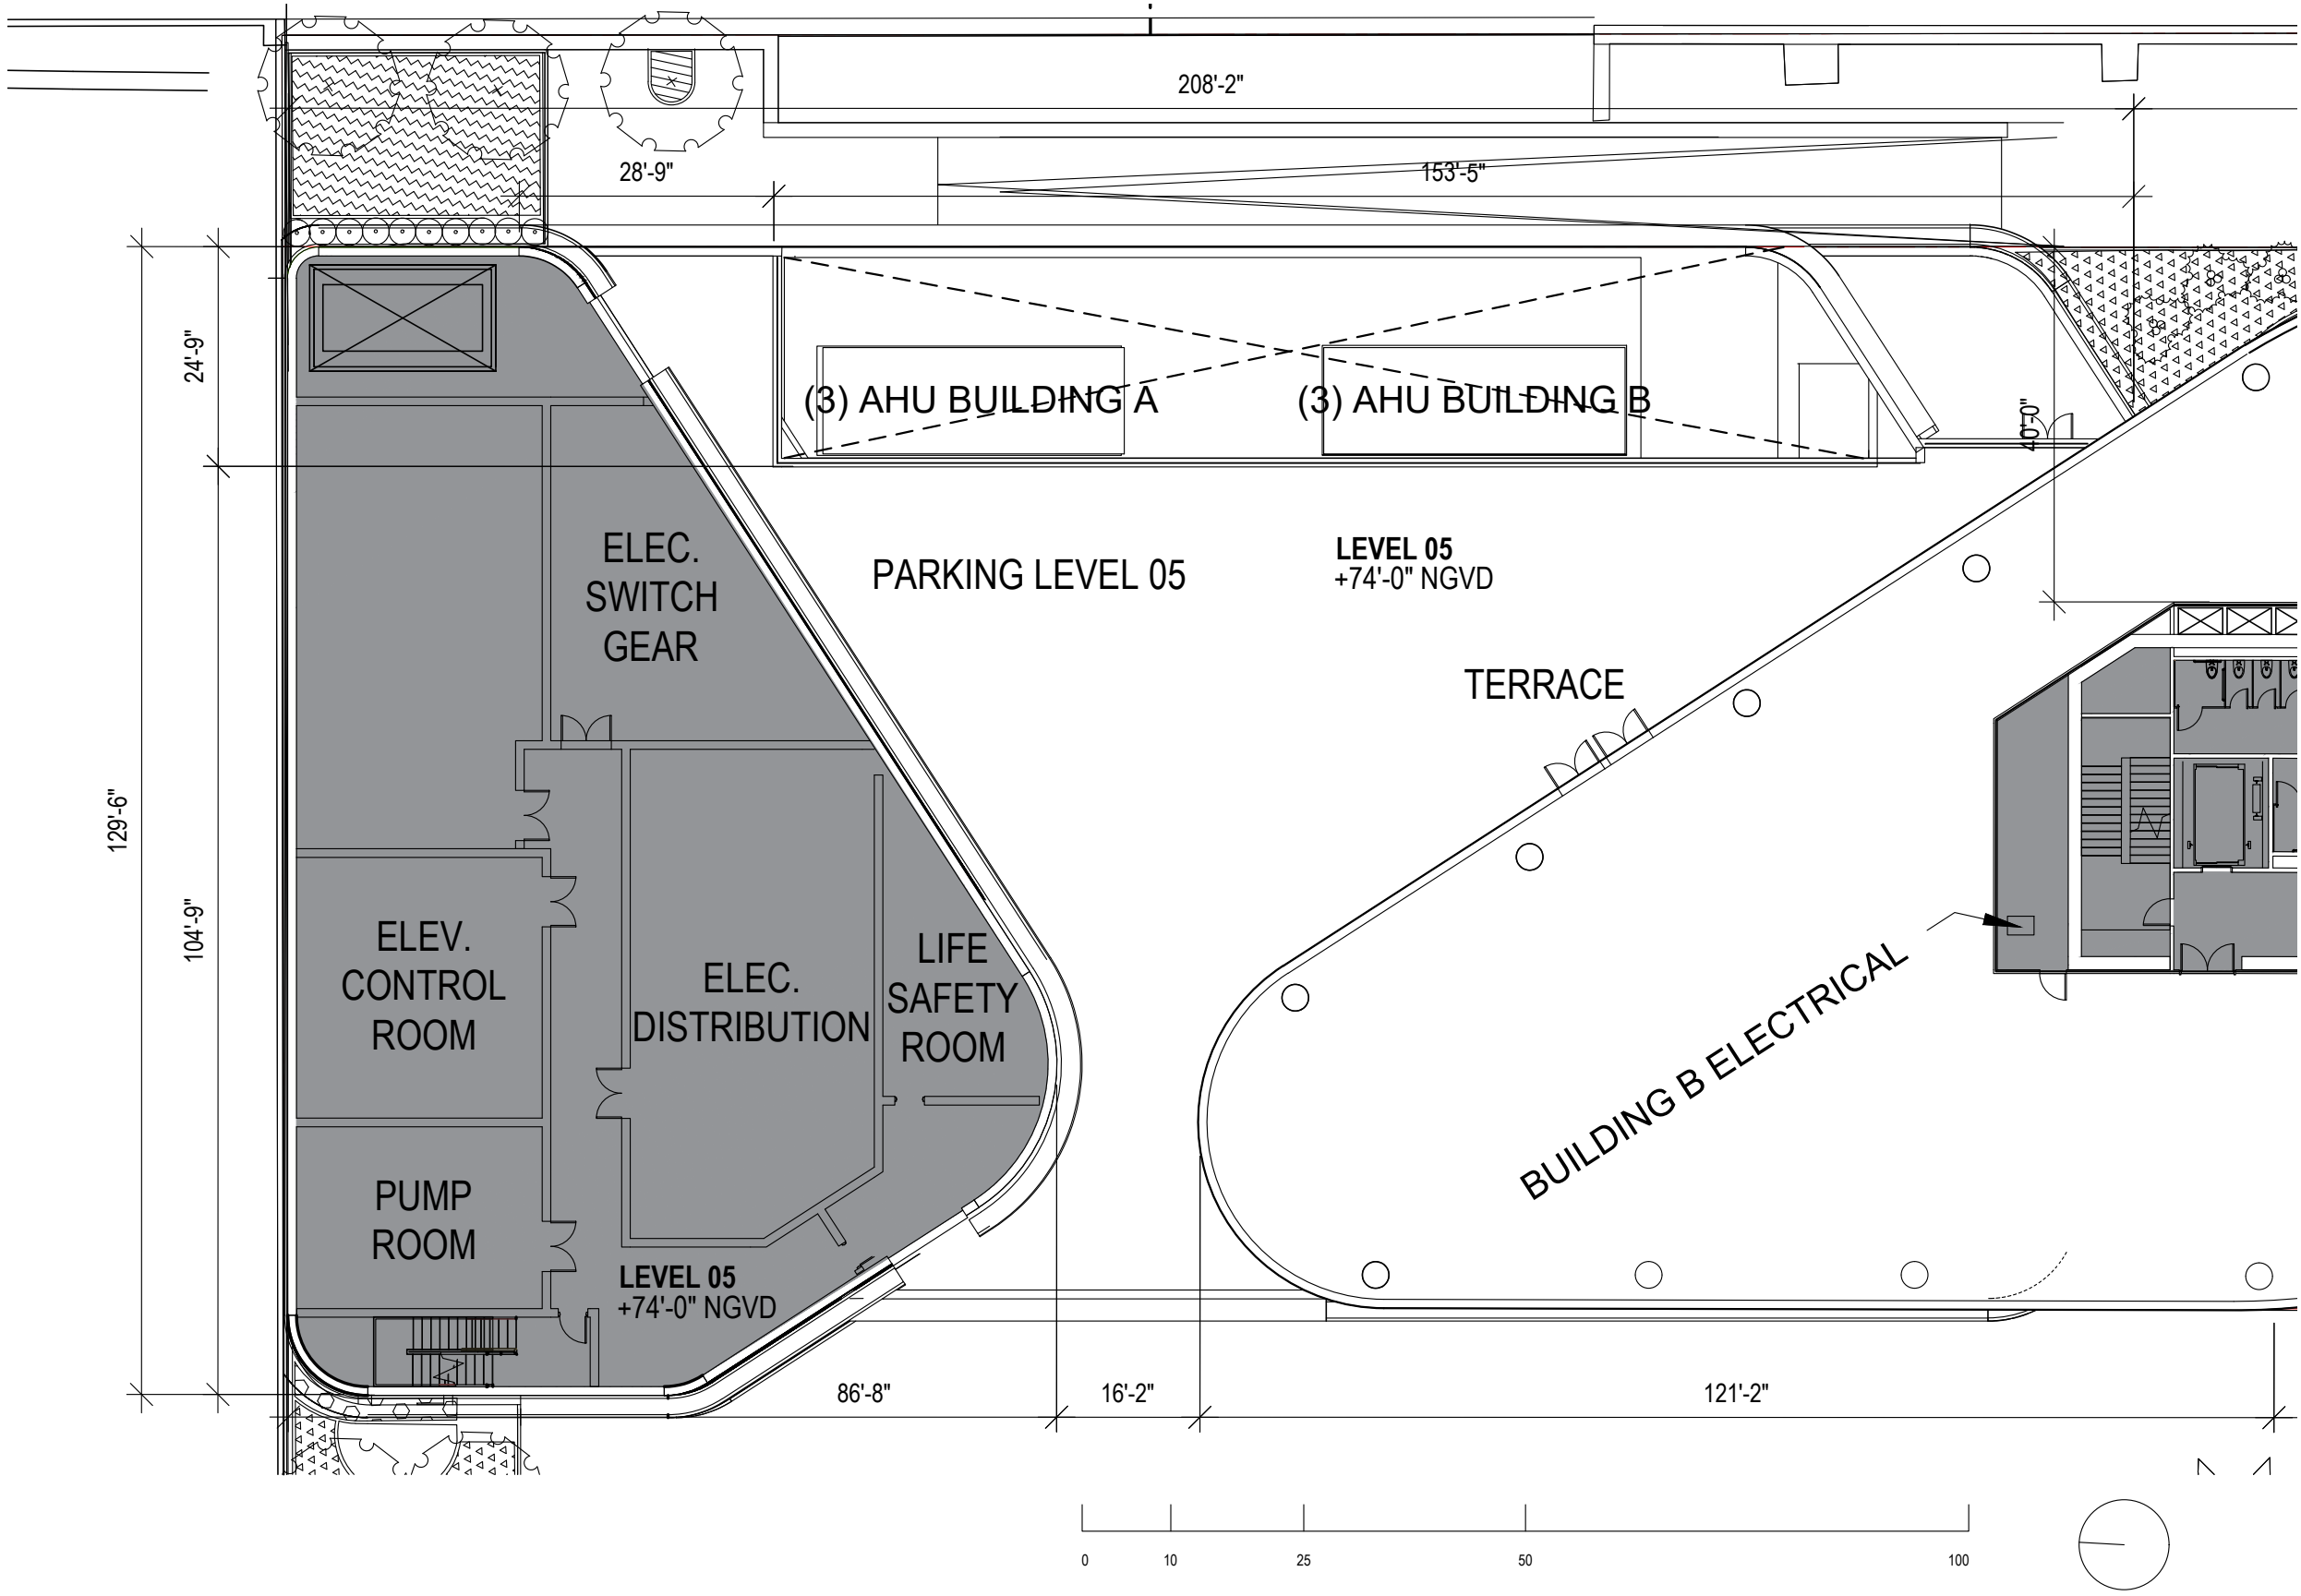 208'-2"
28'-9"
153'-5"
24'-9"
(3) AHU BUILDING A
(3) AHU BUILDING B
40'-0"
ELEC.
SWITCH
GEAR
PARKING LEVEL 05
LEVEL 05
+74'-0" NGVD
TERRACE
129'-6"
104'-9"
ELEV.
CONTROL
ROOM
ELEC.
DISTRIBUTION
LIFE
SAFETY
ROOM
BUILDING B ELECTRICAL
PUMP
ROOM
LEVEL 05
+74'-0" NGVD
86'-8"
16'-2"
121'-2"
0
10
25
50
100